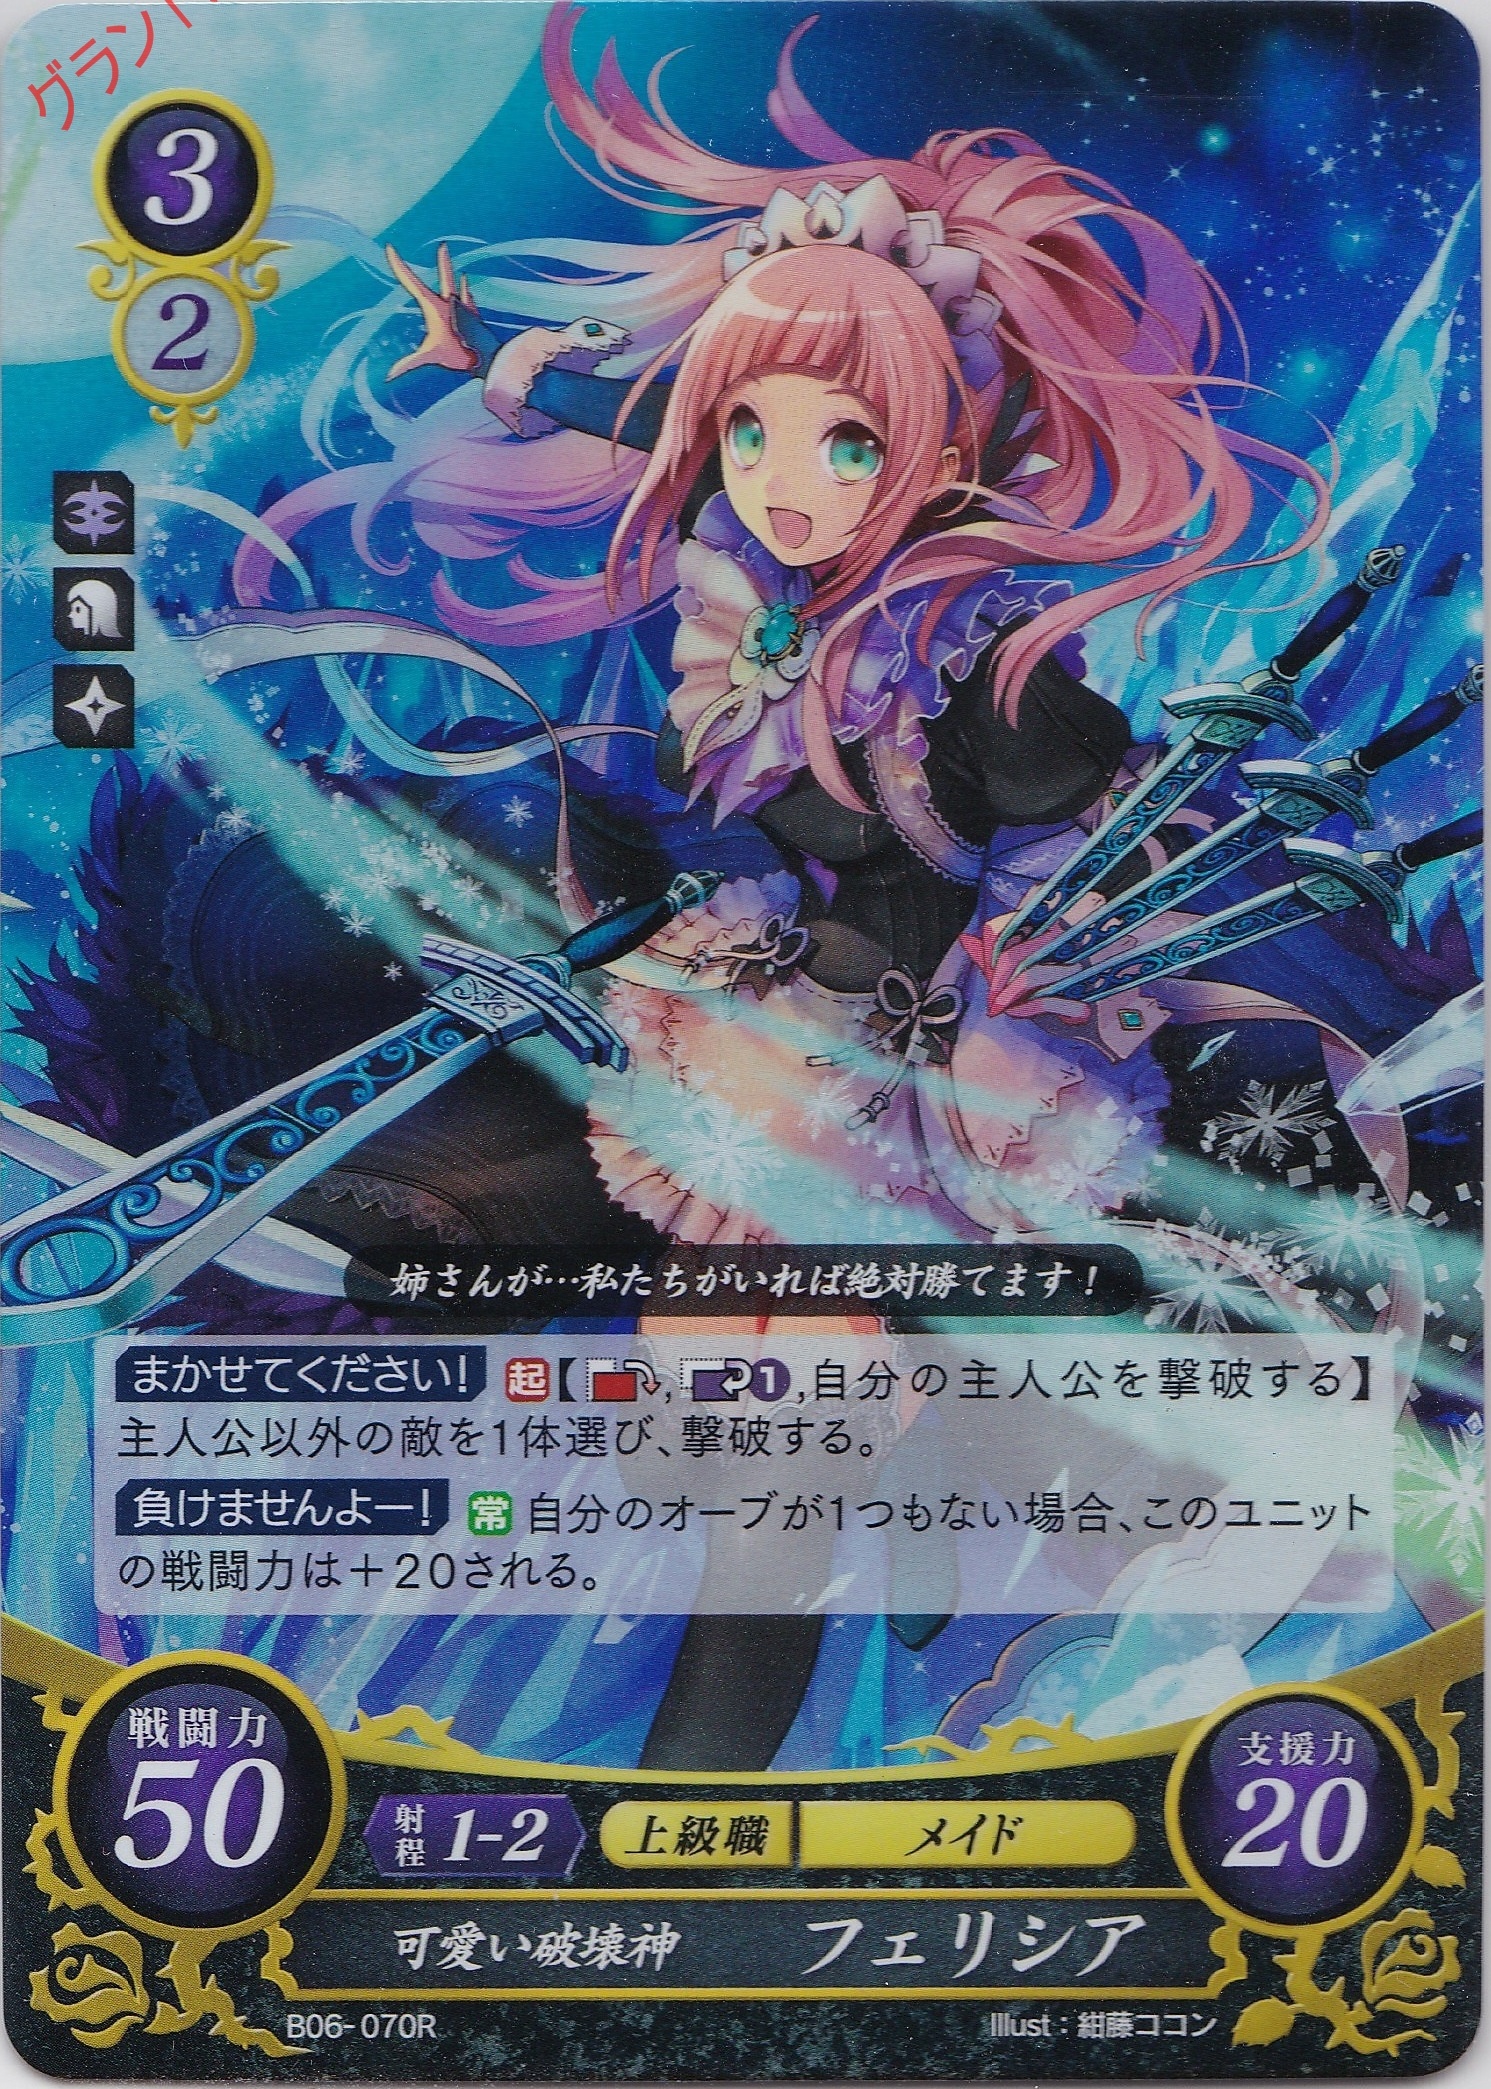 グラン
3
2
姉さんが…私たちがいれば絶対勝てます！
まかせてください！ 起【 , 1,自分の主人公を撃破する】
主人公以外の敵を1体選び、撃破する。
負けませんよー！ 常 自分のオーブが1つもない場合、このユニット
の戦闘力は＋20される。
戦闘力
50
射程 1-2
上級職
メイド
支援力
20
可愛い破壊神 フェリシア
B06-070R
Illust：紺藤ココン